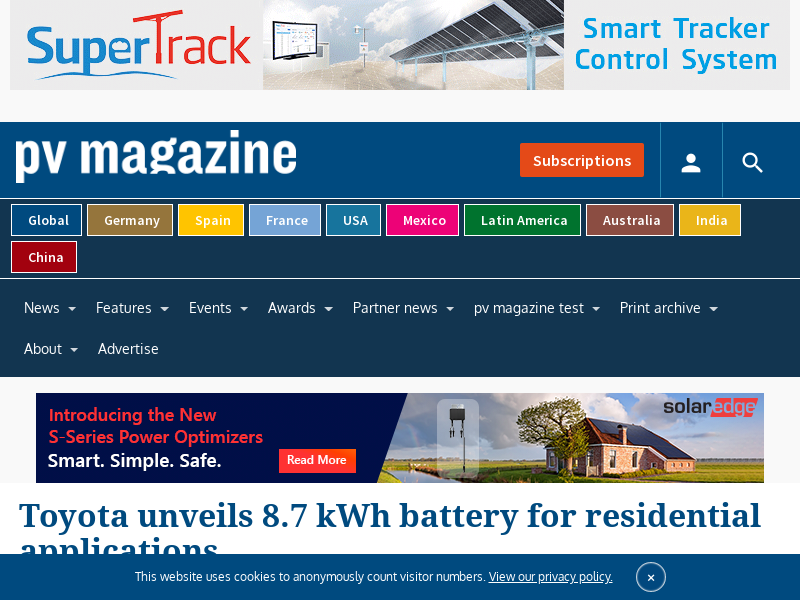 SuperTrack
Smart Tracker
Control System
pv magazine
Subscriptions
Global
Germany
Spain
France
USA
Mexico
Latin America
Australia
India
China
News
Features
Events
Awards
Partner news
pv magazine test
Print archive
About
Advertise
Introducing the New
S-Series Power Optimizers
Smart. Simple. Safe.
Read More
solaredge
Toyota unveils 8.7 kWh battery for residential
applications
This website uses cookies to anonymously count visitor numbers. View our privacy policy.
×